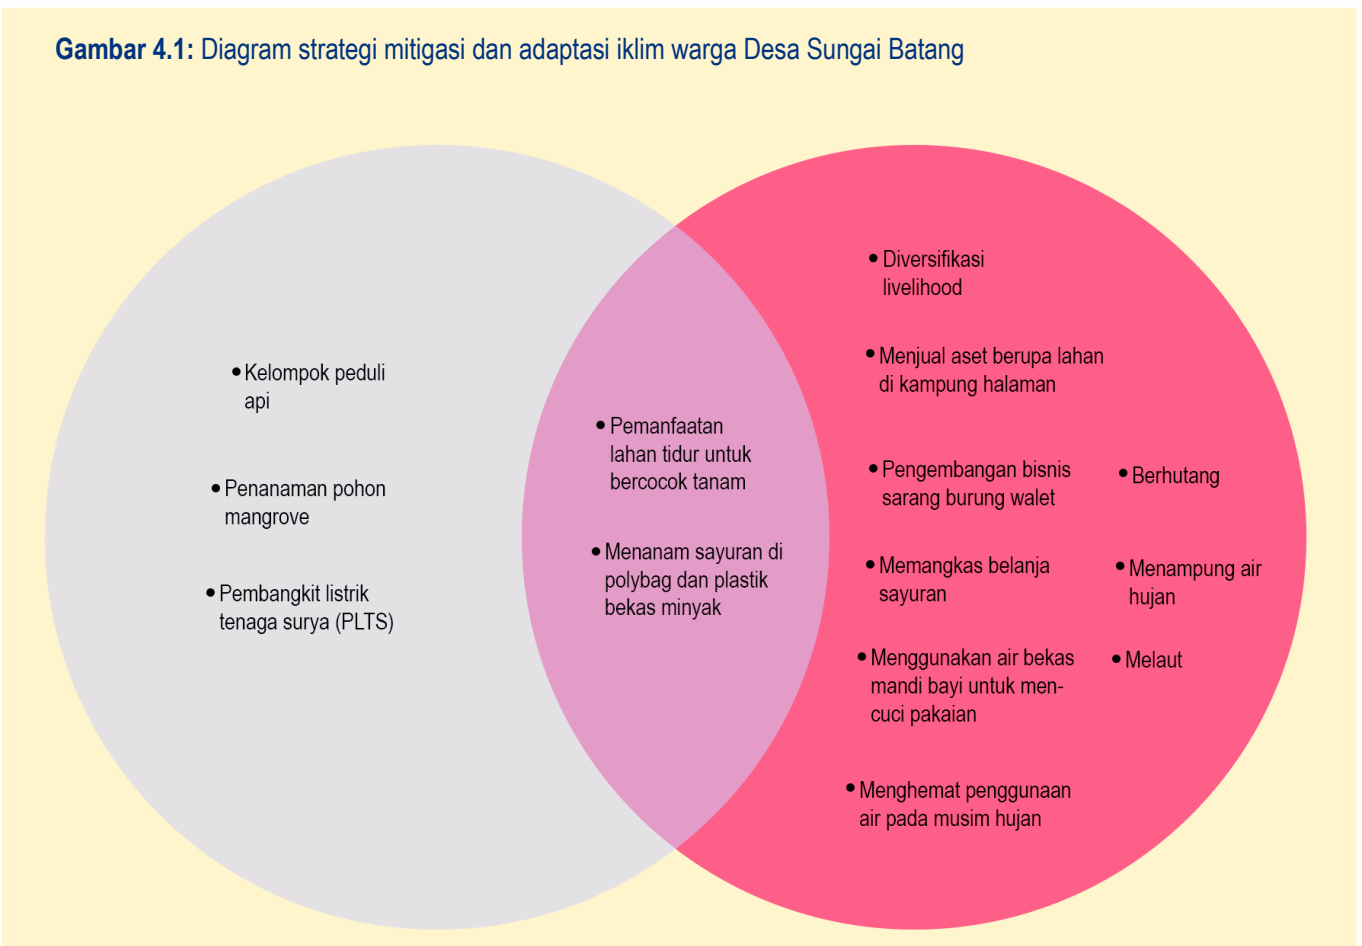 Gambar 4.1: Diagram strategi mitigasi dan adaptasi iklim warga Desa Sungai Batang
• Kelompok peduli
api
• Penanaman pohon
mangrove
• Pembangkit listrik
tenaga surya (PLTS)
• Pemanfaatan
lahan tidur untuk
bercocok tanam
• Menanam sayuran di
polybag dan plastik
bekas minyak
• Diversifikasi
livelihood
• Menjual aset berupa lahan
di kampung halaman
• Pengembangan bisnis
sarang burung walet
• Memangkas belanja
sayuran
• Menggunakan air bekas
mandi bayi untuk men-
cuci pakaian
• Menghemat penggunaan
air pada musim hujan
• Berhutang
• Menampung air
hujan
• Melaut